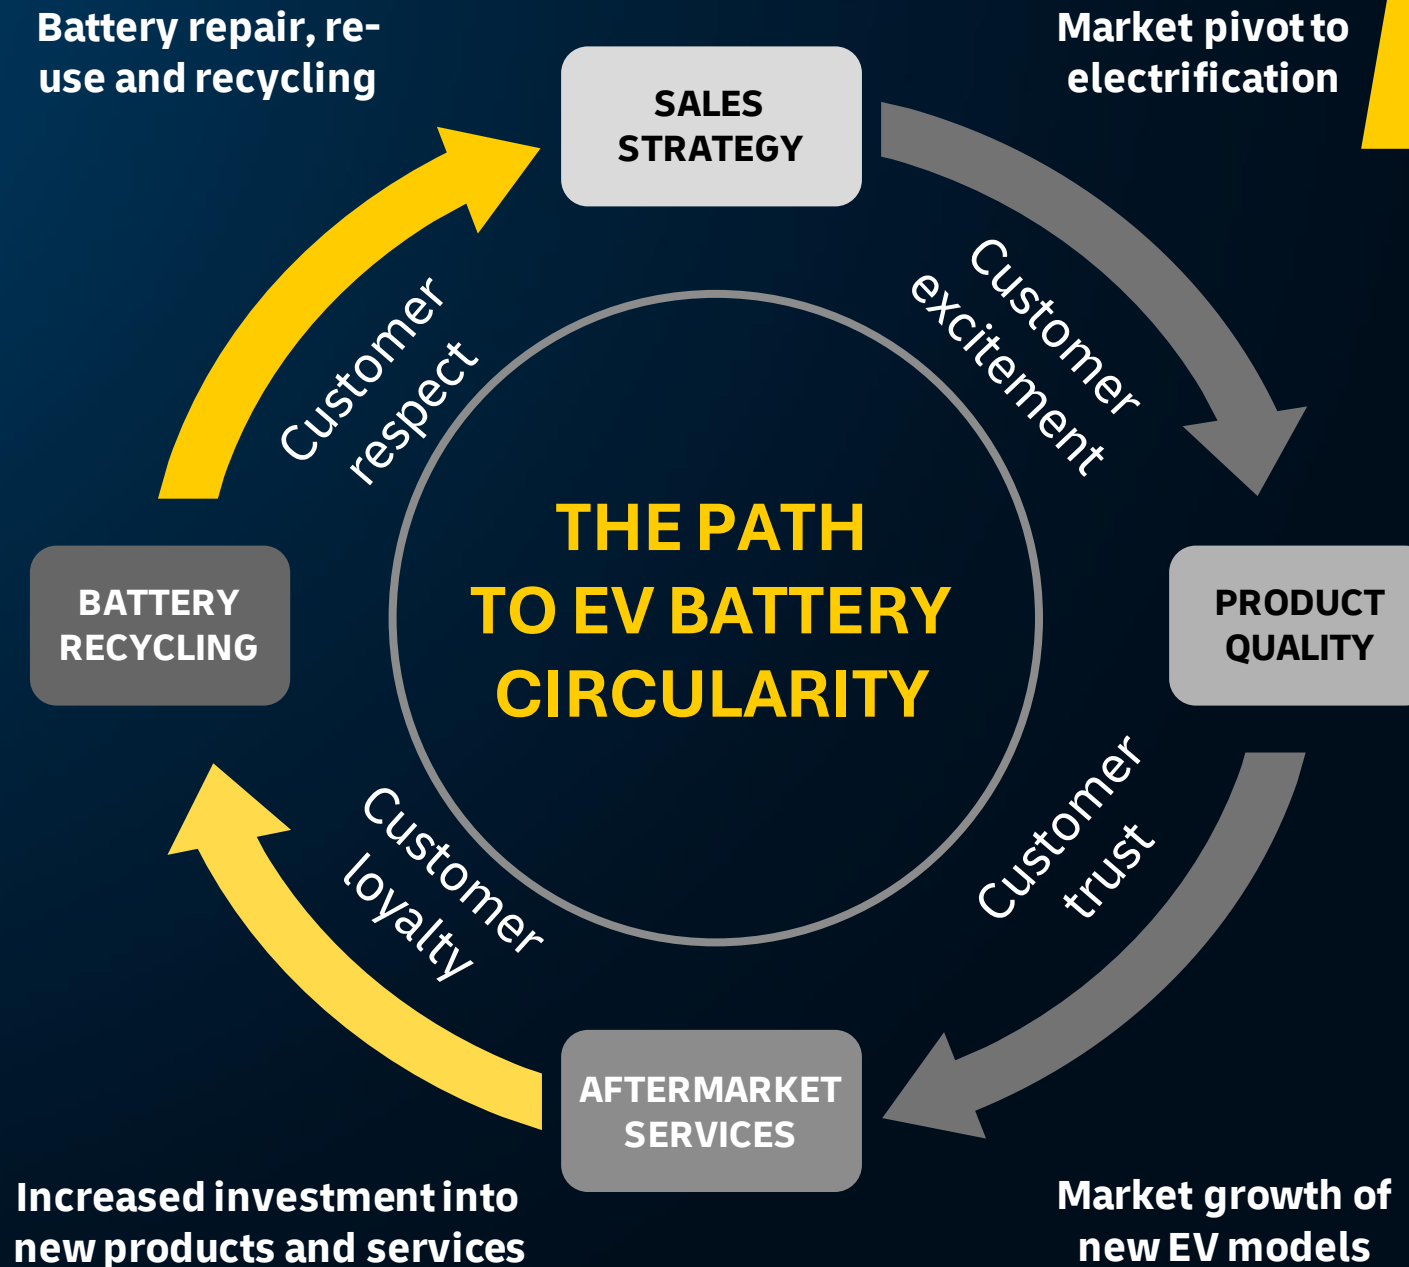 Battery repair, re-
use and recycling
Market pivot to
electrification
SALES
STRATEGY
Customer
excitement
Customer
respect
THE PATH
TO EV BATTERY
CIRCULARITY
BATTERY
RECYCLING
PRODUCT
QUALITY
Customer
trust
Customer
loyalty
AFTERMARKET
SERVICES
Increased investment into
new products and services
Market growth of
new EV models